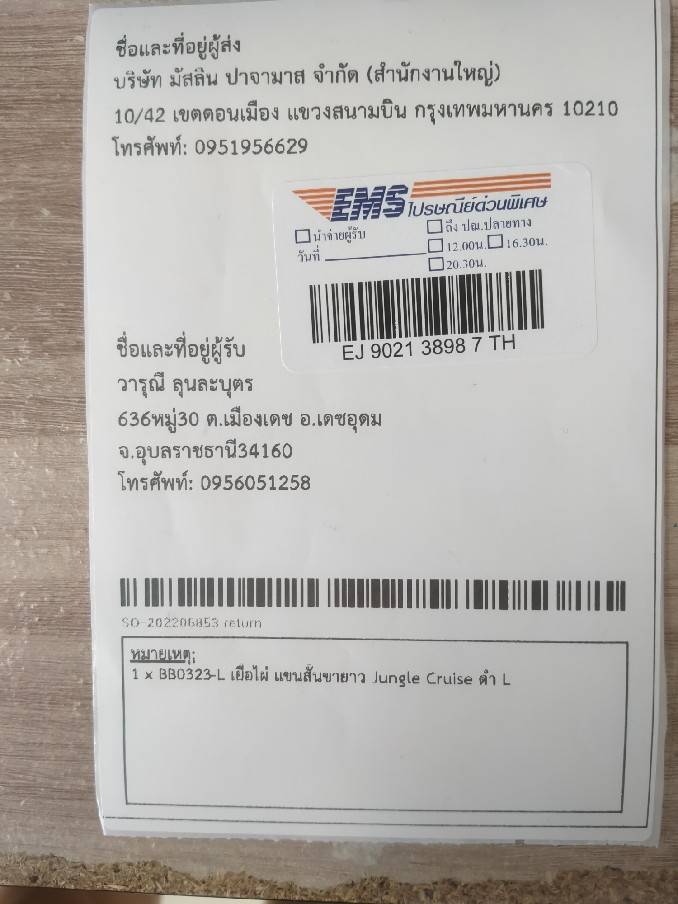 ชื่อและที่อยู่ผู้ส่ง
บริษัท มัสลิน ปาจามาส จำกัด (สำนักงานใหญ่)
10/42 เขตดอนเมือง แขวงสนามบิน กรุงเทพมหานคร 10210
โทรศัพท์: 0951956629
EMS ไปรษณีย์ด่วนพิเศษ
นำจ่ายผู้รับ ถึง ปณ.ปลายทาง
วันที่ 12.00น. 16.30น.
20.30น.
EJ 9021 3898 7 TH
ชื่อและที่อยู่ผู้รับ
วารุณี ลุนละบุตร
636หมู่30 ต.เมืองเดช อ.เดชอุดม
จ.อุบลราชธานี34160
โทรศัพท์: 0956051258
SO-202206853 return
หมายเหตุ:
1 x BB0323-L เยื่อไผ่ แขนสั้นขายาว Jungle Cruise ดำ L